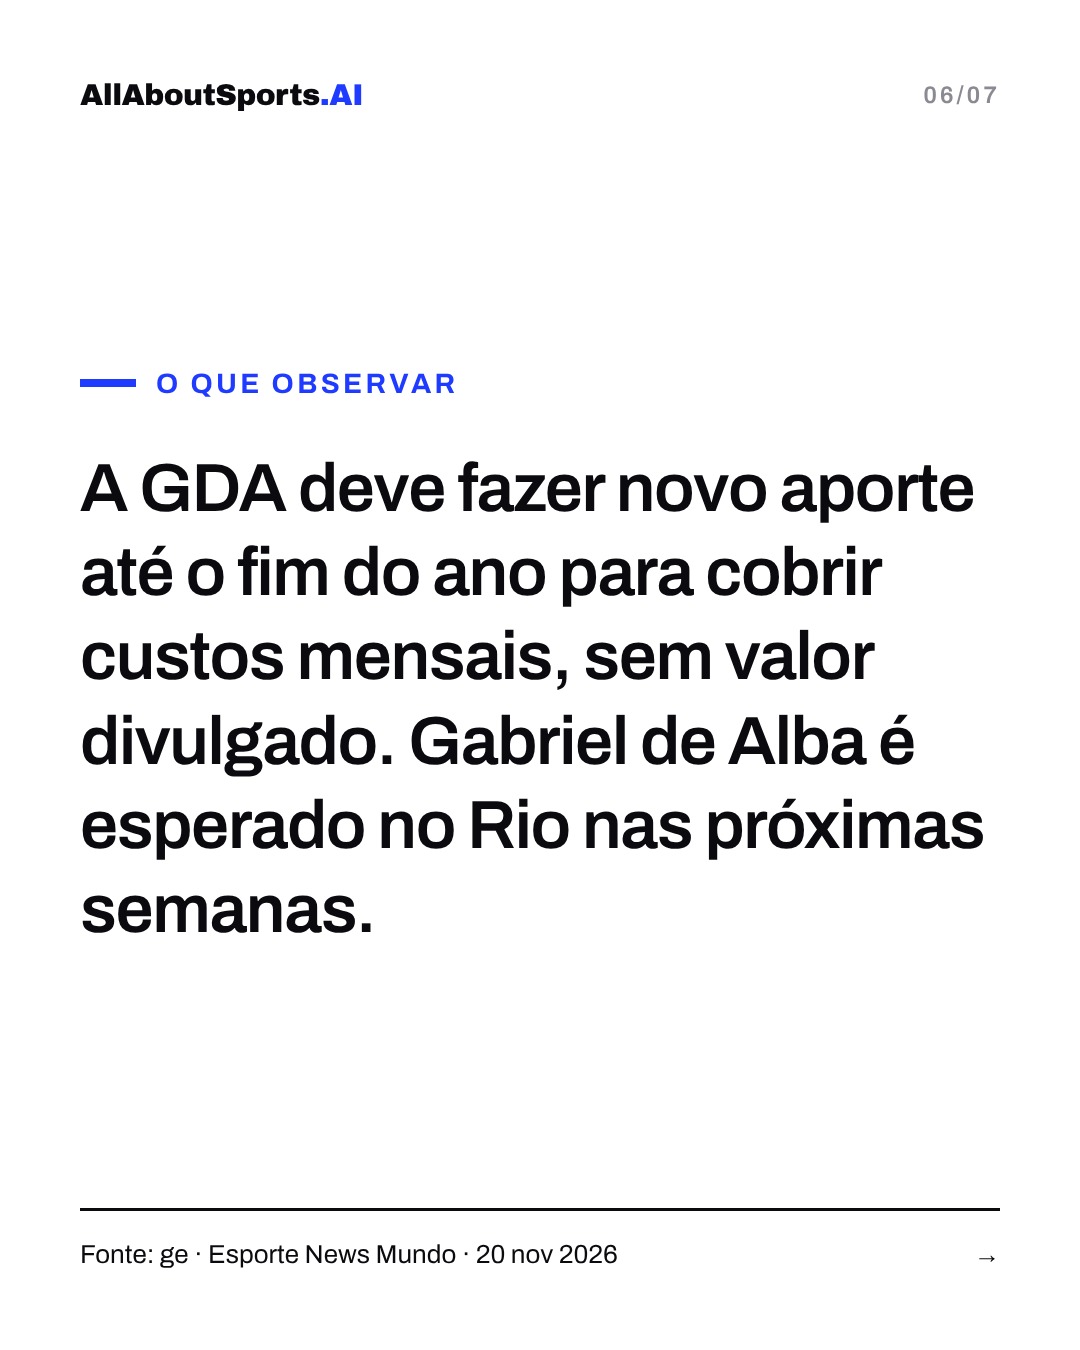 AllAboutSports.AI
06/07
O QUE OBSERVAR
A GDA deve fazer novo aporte
até o fim do ano para cobrir
custos mensais, sem valor
divulgado. Gabriel de Alba é
esperado no Rio nas próximas
semanas.
Fonte: ge · Esporte News Mundo · 20 nov 2026
→